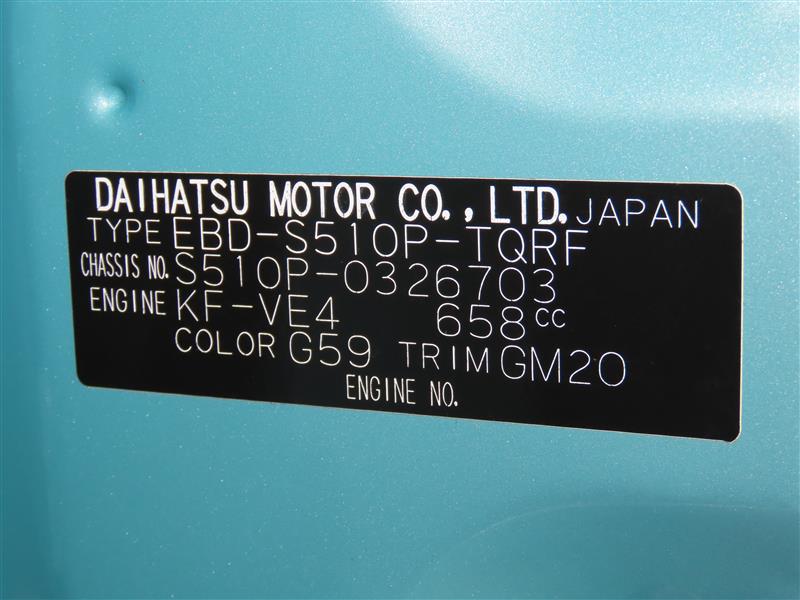 DAIHATSU MOTOR CO., LTD. JAPAN
TYPE EBD-S510P-TQRF
CHASSIS NO. S510P-0326703
ENGINE KF-VE4 658cc
COLOR G59 TRIM GM20
ENGINE NO.